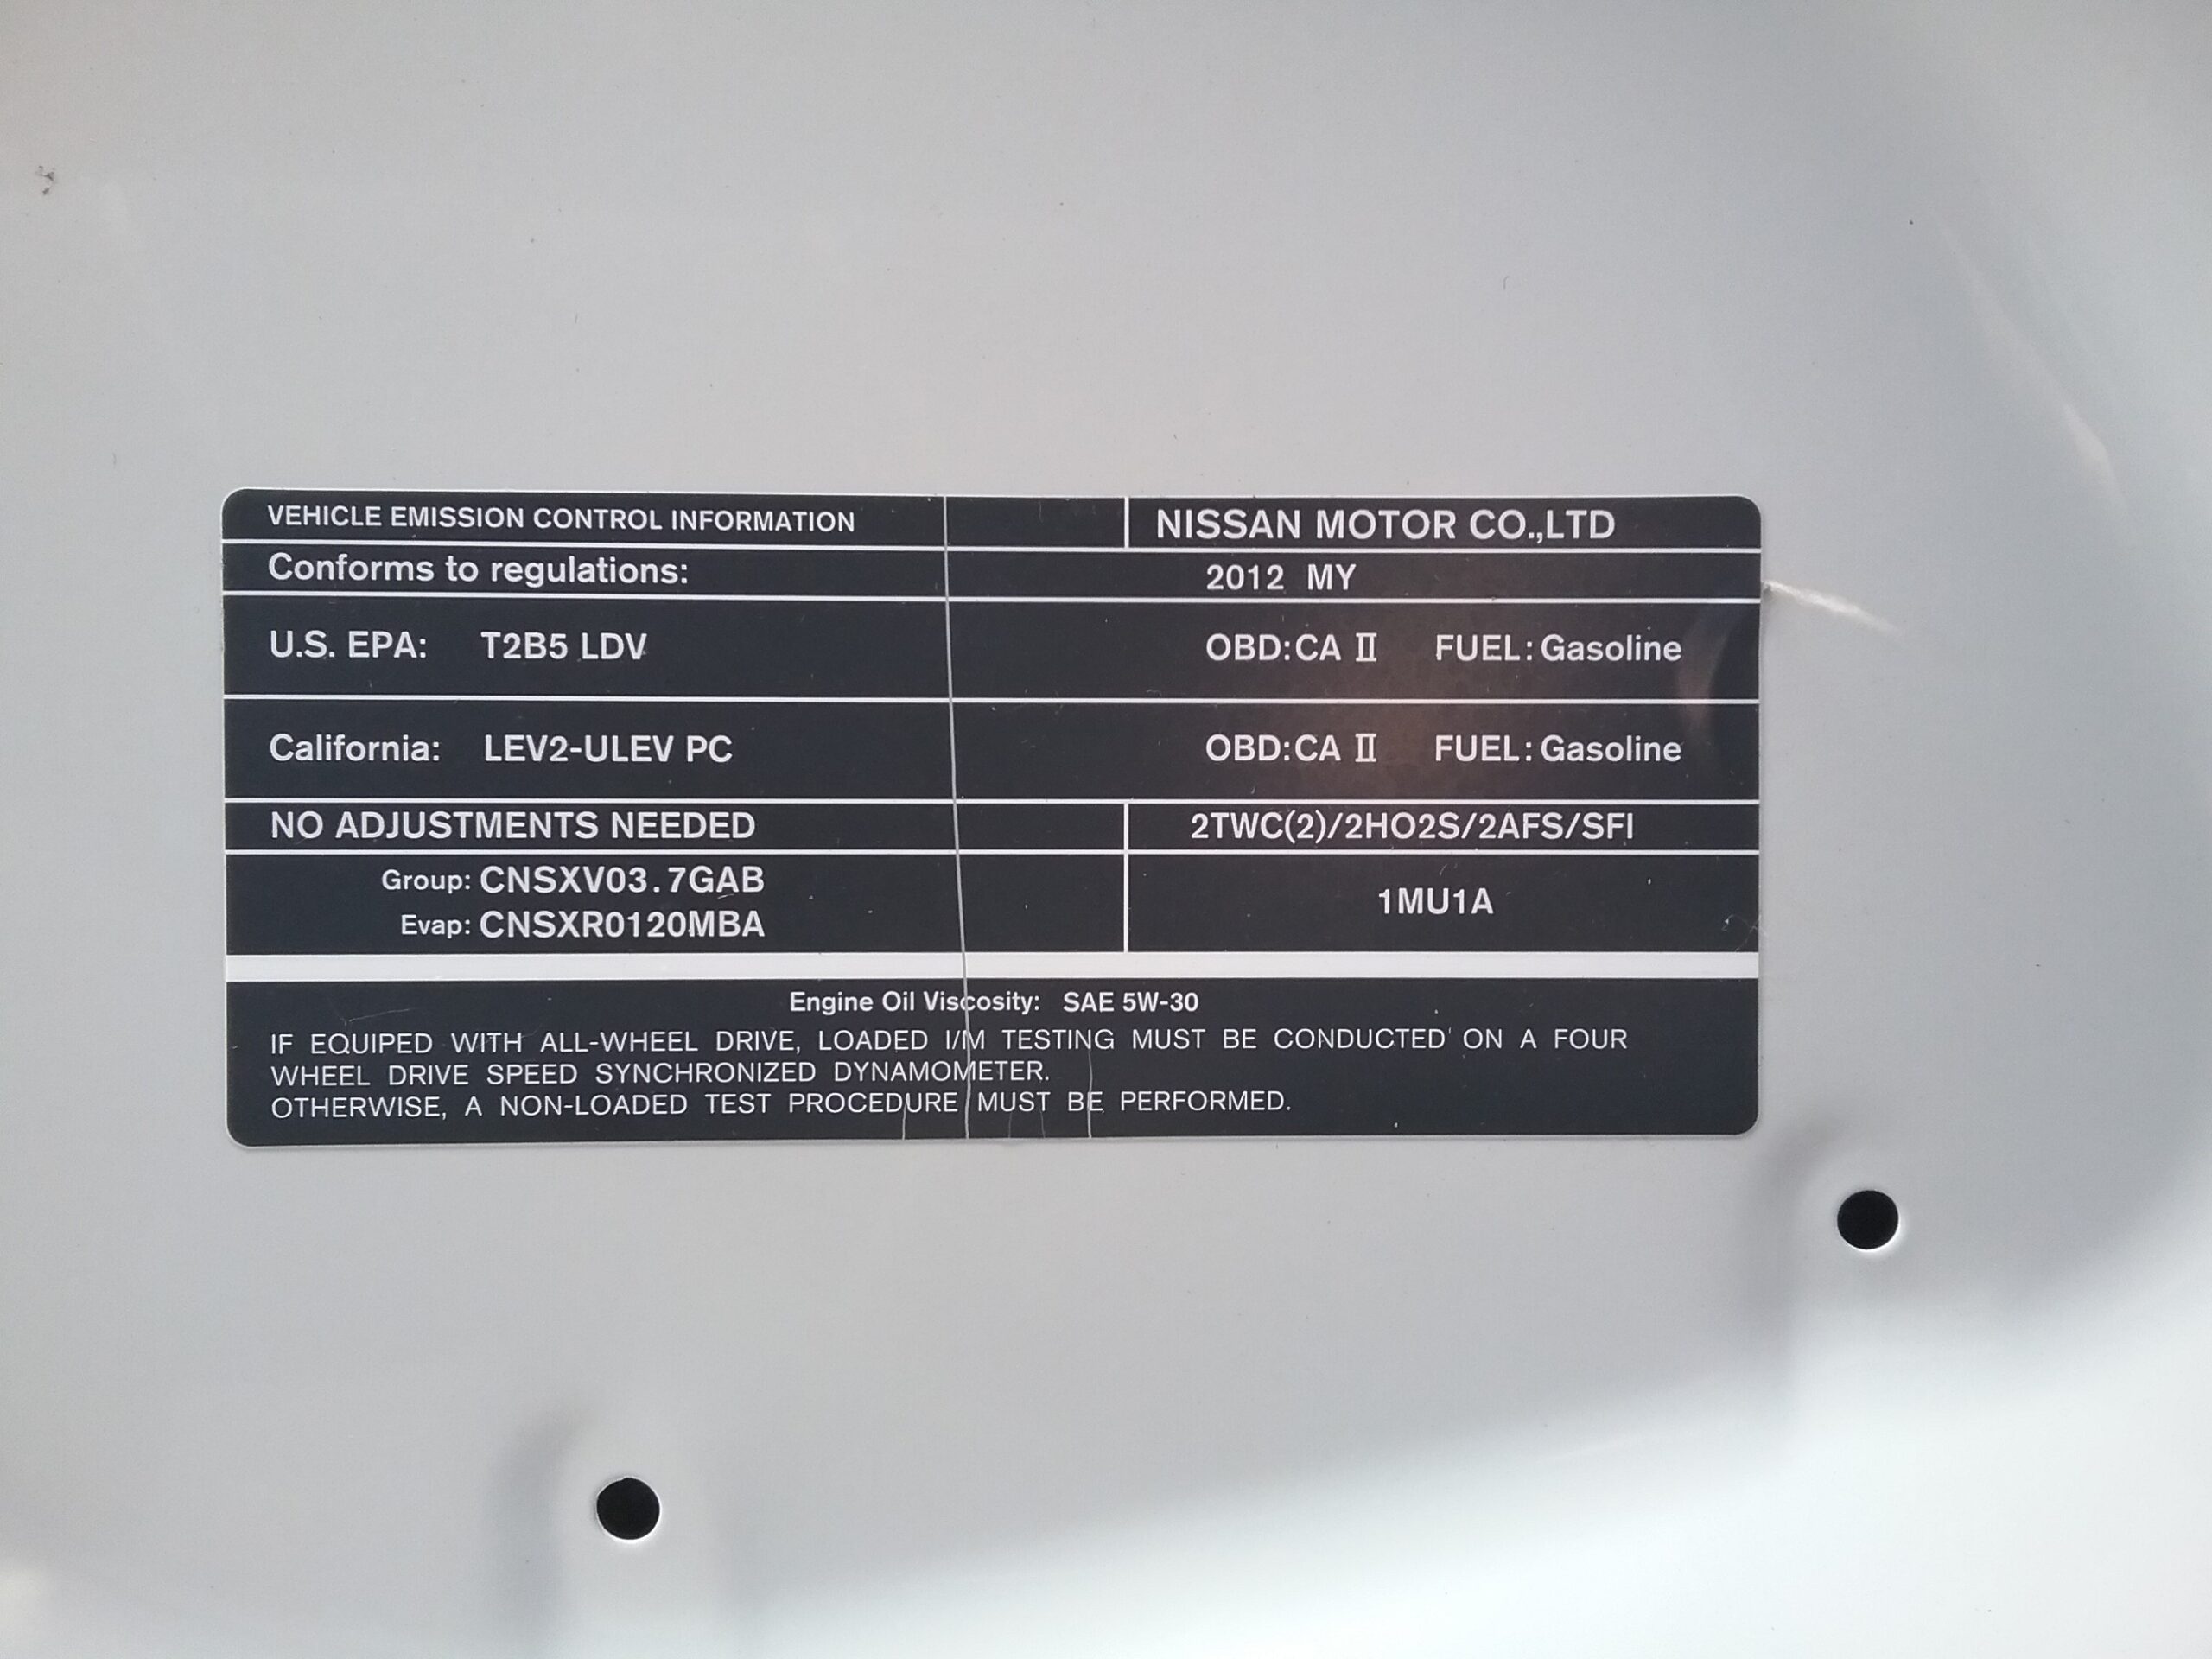 VEHICLE EMISSION CONTROL INFORMATION
NISSAN MOTOR CO.,LTD
Conforms to regulations:
2012 MY
U.S. EPA: T2B5 LDV
OBD:CA II FUEL:Gasoline
California: LEV2-ULEV PC
OBD:CA II FUEL:Gasoline
NO ADJUSTMENTS NEEDED
2TWC(2)/2HO2S/2AFS/SFI
Group: CNSXV03.7GAB
Evap: CNSXR0120MBA
1MU1A
Engine Oil Viscosity: SAE 5W-30
IF EQUIPED WITH ALL-WHEEL DRIVE, LOADED I/M TESTING MUST BE CONDUCTED ON A FOUR
WHEEL DRIVE SPEED SYNCHRONIZED DYNAMOMETER.
OTHERWISE, A NON-LOADED TEST PROCEDURE MUST BE PERFORMED.